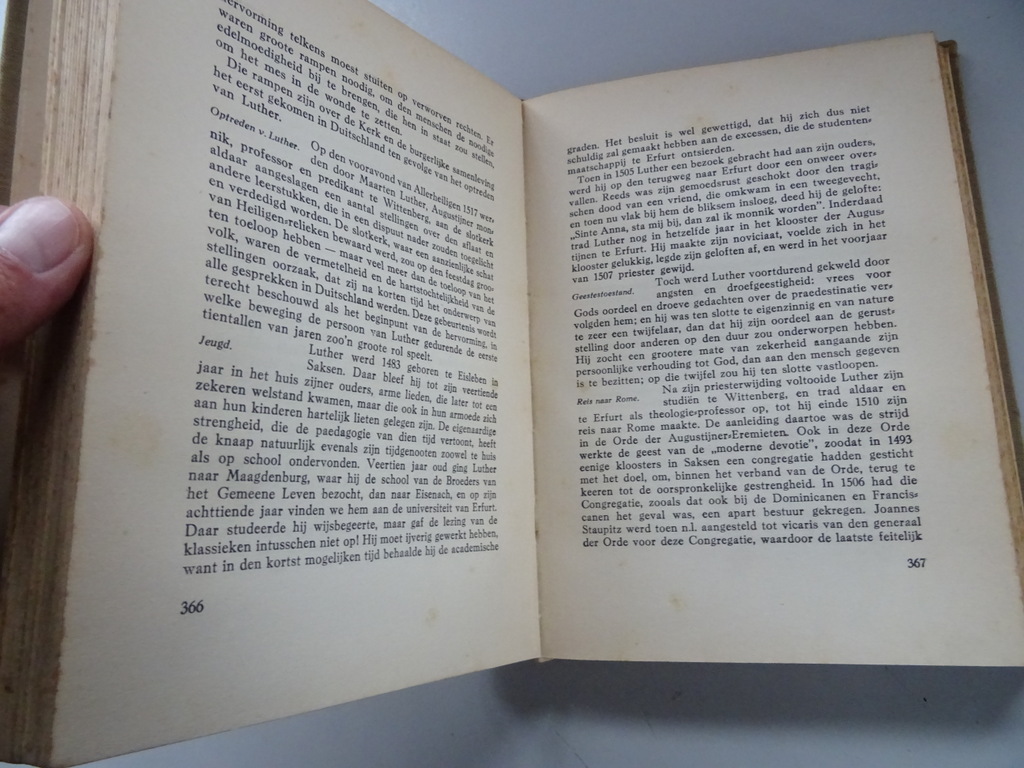 hervorming telkens moest stuiten op verworven rechten. Er
waren groote rampen noodig, om den menschen de noodige
edelmoedigheid bij te brengen, die hen in staat zou stellen,
om het mes in de wonde te zetten.
Die rampen zijn over de Kerk en de burgerlijke samenleving
het eerst gekomen in Duitschland ten gevolge van het optreden
van Luther.
Optreden v. Luther. Op den vooravond van Allerheiligen 1517 wer-
den door Maarten Luther, Augustijner mon-
nik, professor en predikant te Wittenberg, aan de slotkerk
aldaar aangeslagen een aantal stellingen over den aflaat en
andere leerstukken, die in een dispuut nader zouden toegelicht
en verdedigd worden. De slotkerk, waar een aanzienlijke schat
van Heiligen-relieken bewaard werd, zou op den feestdag groo-
ten toeloop hebben — maar veel meer dan de toeloop van het
volk, waren de vermetelheid en de hartstochtelijkheid van de
stellingen oorzaak, dat zij na korten tijd het onderwerp van
alle gesprekken in Duitschland werden. Deze gebeurtenis wordt
terecht beschouwd als het beginpunt van de hervorming, in
welke beweging de persoon van Luther gedurende de eerste
tientallen van jaren zoo'n groote rol speelt.
Jeugd. Luther werd 1483 geboren te Eisleben in
Saksen. Daar bleef hij tot zijn veertiende
jaar in het huis zijner ouders, arme lieden, die later tot een
zekeren welstand kwamen, maar die ook in hun armoede zich
aan hun kinderen hartelijk lieten gelegen zijn. De eigenaardige
strengheid, die de paedagogie van dien tijd vertoont, heeft
de knaap natuurlijk evenals zijn tijdgenooten zoowel te huis
als op school ondervonden. Veertien jaar oud ging Luther
naar Maagdenburg, waar hij de school van de Broeders van
het Gemeene Leven bezocht, dan naar Eisenach, en op zijn
achttiende jaar vinden we hem aan de universiteit van Erfurt.
Daar studeerde hij wijsbegeerte, maar gaf de lezing van de
klassieken intusschen niet op! Hij moet ijverig gewerkt hebben,
want in den kortst mogelijken tijd behaalde hij de academische
366
graden. Het besluit is wel gewettigd, dat hij zich dus niet
schuldig zal gemaakt hebben aan de excessen, die de studenten-
maatschappij te Erfurt ontsierden.
Toen in 1505 Luther een bezoek gebracht had aan zijn ouders,
werd hij op den terugweg naar Erfurt door een onweer over-
vallen. Reeds was zijn gemoedsrust geschokt door den tragi-
schen dood van een vriend, die omkwam in een tweegevecht,
en toen nu vlak bij hem de bliksem insloeg, deed hij de gelofte:
„Sinte Anna, sta mij bij, dan zal ik monnik worden”. Inderdaad
trad Luther nog in hetzelfde jaar in het klooster der Augus-
tijnen te Erfurt. Hij maakte zijn noviciaat, voelde zich in het
klooster gelukkig, legde zijn geloften af, en werd in het voorjaar
van 1507 priester gewijd.
Geestestoestand. Toch werd Luther voortdurend gekweld door
angsten en droefgeestigheid: vrees voor
Gods oordeel en droeve gedachten over de praedestinatie ver-
volgden hem; en hij was ten slotte te eigenzinnig en van nature
te zeer een twijfelaar, dan dat hij zijn oordeel aan de gerust-
stelling door anderen op den duur zou onderworpen hebben.
Hij zocht een grootere mate van zekerheid aangaande zijn
persoonlijke verhouding tot God, dan aan den mensch gegeven
is te bezitten; op die twijfel zou hij ten slotte vastloopen.
Reis naar Rome. Na zijn priesterwijding voltooide Luther zijn
studiën te Wittenberg, en trad aldaar en
te Erfurt als theologie-professor op, tot hij eind 1510 zijn
reis naar Rome maakte. De aanleiding daartoe was de strijd
in de Orde der Augustijner-Eremieten. Ook in deze Orde
werkte de geest van de „moderne devotie”, zoodat in 1493
eenige kloosters in Saksen een congregatie hadden gesticht
met het doel, om, binnen het verband van de Orde, terug te
keeren tot de oorspronkelijke gestrengheid. In 1506 had die
Congregatie, zooals dat ook bij de Dominicanen en Francis-
canen het geval was, een apart bestuur gekregen. Joannes
Staupitz werd toen n.l. aangesteld tot vicaris van den generaal
der Orde voor deze Congregatie, waardoor de laatste feitelijk
367